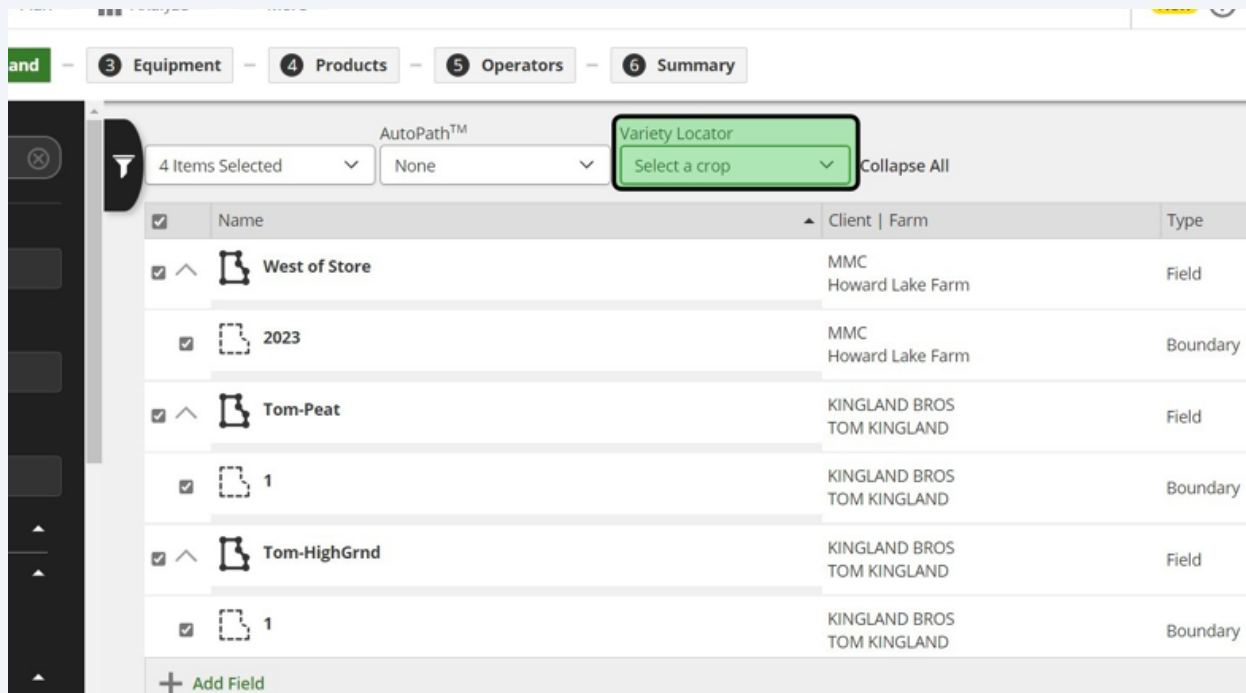 and
3 Equipment
4 Products
5 Operators
6 Summary
AutoPath™
Variety Locator
4 Items Selected
None
Select a crop
Collapse All
Name
Client | Farm
Type
West of Store
MMC
Howard Lake Farm
Field
2023
MMC
Howard Lake Farm
Boundary
Tom-Peat
KINGLAND BROS
TOM KINGLAND
Field
1
KINGLAND BROS
TOM KINGLAND
Boundary
Tom-HighGrnd
KINGLAND BROS
TOM KINGLAND
Field
1
KINGLAND BROS
TOM KINGLAND
Boundary
Add Field